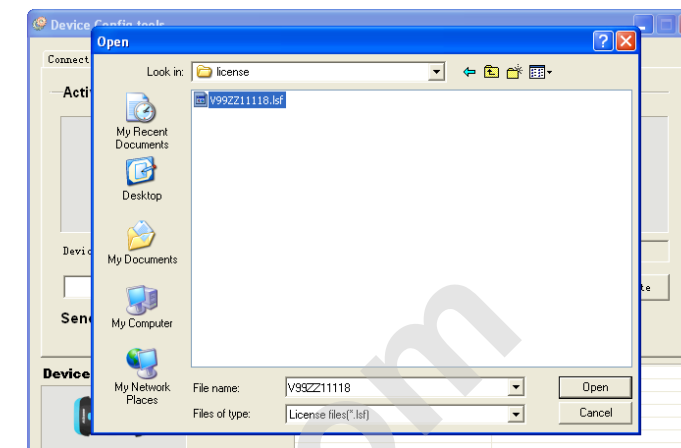 Device Config tools
Open
Connect
Look in:
license
Acti
V99ZZ11118.lsf
My Recent
Documents
Desktop
Devic
My Documents
te
Sen
My Computer
Device
My Network
Places
File name:
V99ZZ11118
Open
Files of type:
License files(*.lsf)
Cancel
om